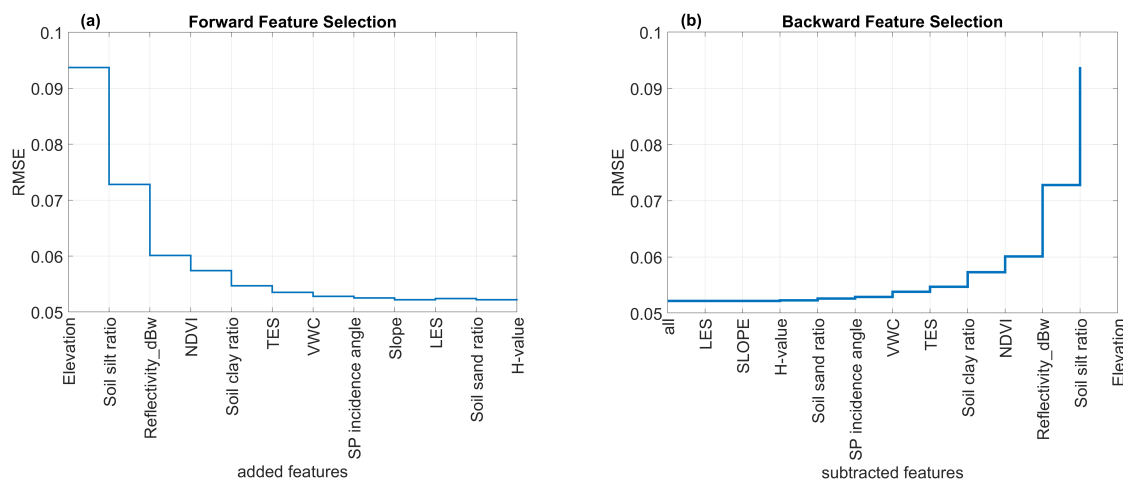 (a)
Forward Feature Selection
0.1
0.09
0.08
0.07
0.06
0.05
RMSE
Elevation
Soil silt ratio
Reflectivity_dBw
NDVI
Soil clay ratio
TES
VWC
SP incidence angle
Slope
LES
Soil sand ratio
H-value
added features
(b)
Backward Feature Selection
0.1
0.09
0.08
0.07
0.06
0.05
RMSE
all
LES
SLOPE
H-value
Soil sand ratio
SP incidence angle
VWC
TES
Soil clay ratio
NDVI
Reflectivity_dBw
Soil silt ratio
Elevation
subtracted features